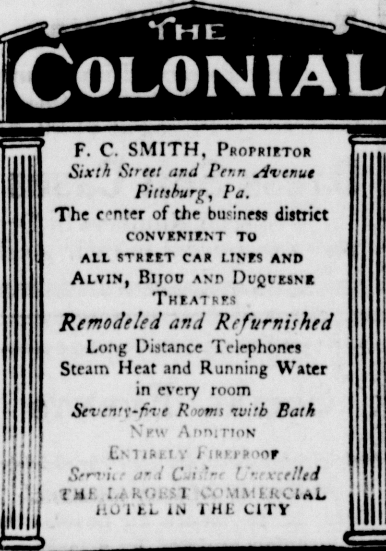 THE
COLONIAL
F. C. SMITH, PROPRIETOR
Sixth Street and Penn Avenue
Pittsburg, Pa.
The center of the business district
CONVENIENT TO
ALL STREET CAR LINES AND
ALVIN, BIJOU AND DUQUESNE
THEATRES
Remodeled and Refurnished
Long Distance Telephones
Steam Heat and Running Water
in every room
Seventy-five Rooms with Bath
NEW ADDITION
ENTIRELY FIREPROOF
Service and Cuisine Unexcelled
THE LARGEST COMMERCIAL
HOTEL IN THE CITY